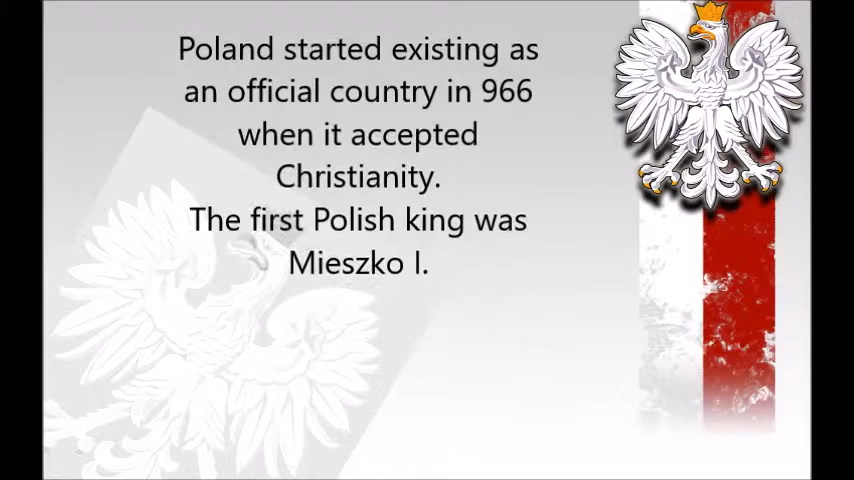 Poland started existing as
an official country in 966
when it accepted
Christianity.
The first Polish king was
Mieszko I.